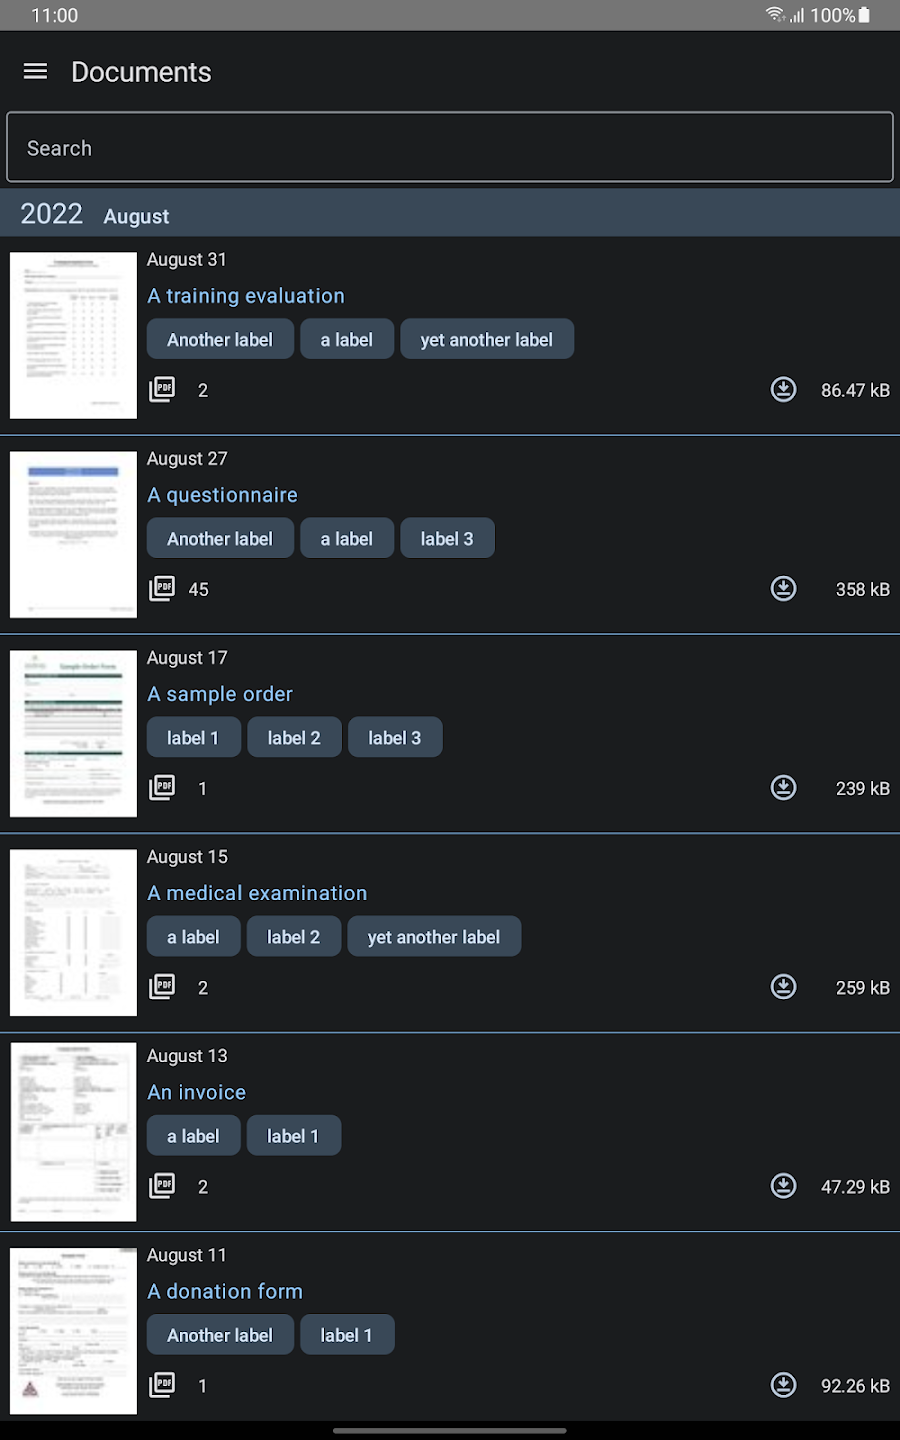 11:00 100%
Documents
Search
2022 August
August 31
A training evaluation
Another label a label yet another label
PDF 2 86.47 kB
August 27
A questionnaire
Another label a label label 3
PDF 45 358 kB
August 17
Sample Order Form
A sample order
label 1 label 2 label 3
PDF 1 239 kB
August 15
A medical examination
a label label 2 yet another label
PDF 2 259 kB
August 13
An invoice
a label label 1
PDF 2 47.29 kB
August 11
A donation form
Another label label 1
PDF 1 92.26 kB